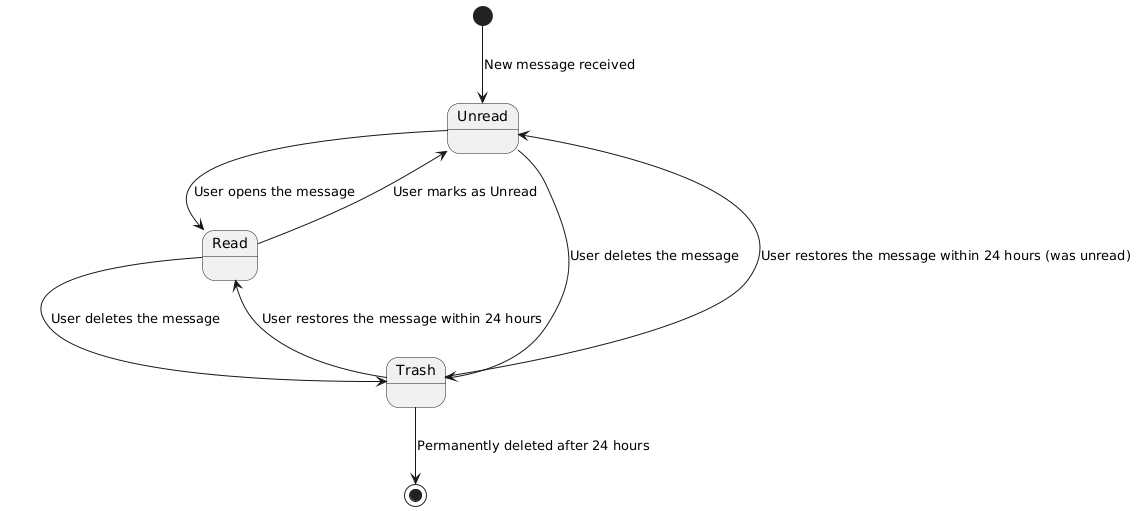 New message received
Unread
User opens the message
User marks as Unread
Read
User deletes the message
User restores the message within 24 hours (was unread)
User deletes the message
User restores the message within 24 hours
Trash
Permanently deleted after 24 hours